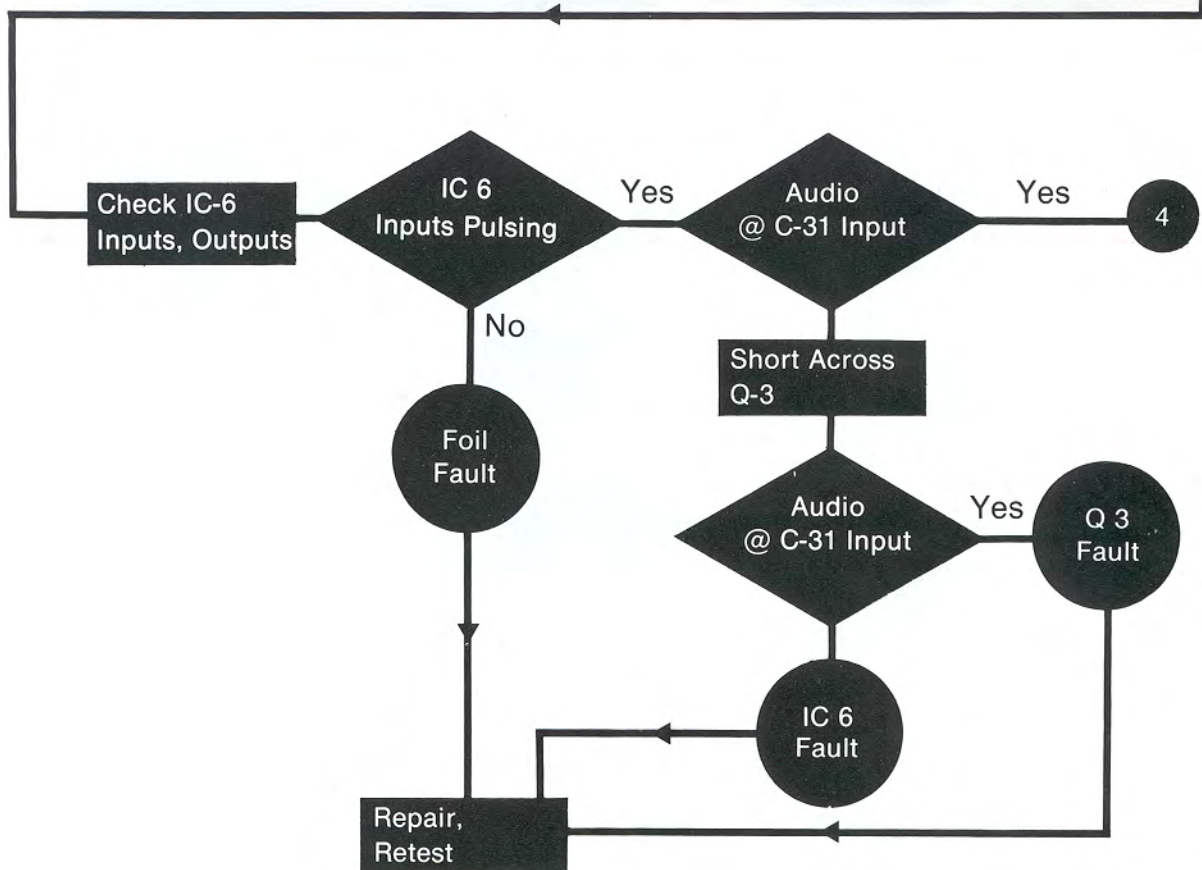 Check IC-6
Inputs, Outputs
IC 6
Inputs Pulsing
Yes
Audio
@ C-31 Input
Yes
4
No
Short Across
Q-3
Foil
Fault
Audio
@ C-31 Input
Yes
Q 3
Fault
IC 6
Fault
Repair,
Retest